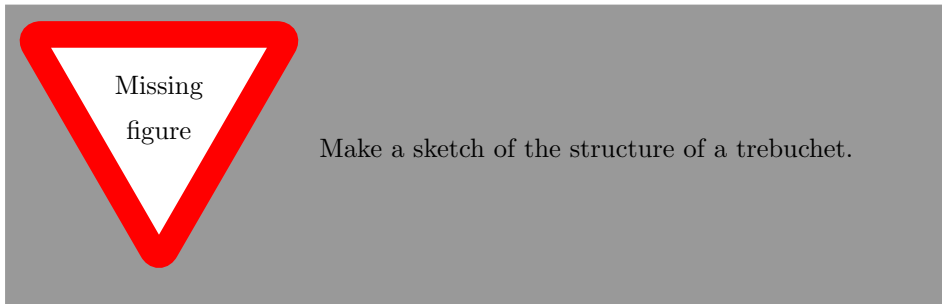 Missing
figure
Make a sketch of the structure of a trebuchet.